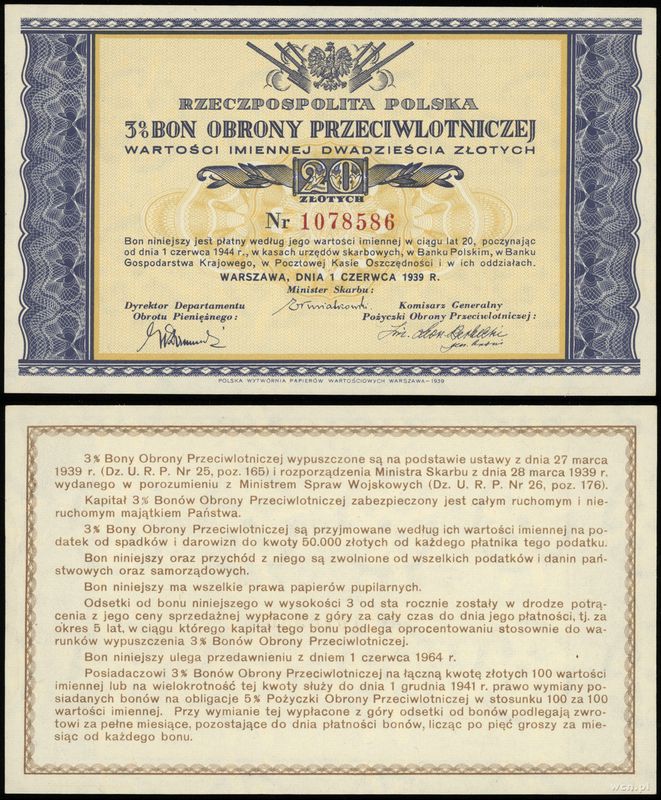 RZECZPOSPOLITA POLSKA
3% BON OBRONY PRZECIWLOTNICZEJ
WARTOŚCI IMIENNEJ DWADZIEŚCIA ZŁOTYCH
20
ZŁOTYCH
Nr 1078586
Bon niniejszy jest płatny według jego wartości imiennej w ciągu lat 20, poczynając
od dnia 1 czerwca 1944 r., w kasach urzędów skarbowych, w Banku Polskim, w Banku
Gospodarstwa Krajowego, w Pocztowej Kasie Oszczędności i w ich oddziałach.
WARSZAWA, DNIA 1 CZERWCA 1939 R.
Minister Skarbu:
Dyrektor Departamentu
Obrotu Pieniężnego:
Komisarz Generalny
Pożyczki Obrony Przeciwlotniczej:
POLSKA WYTWÓRNIA PAPIERÓW WARTOŚCIOWYCH WARSZAWA—1939
3% Bony Obrony Przeciwlotniczej wypuszczone są na podstawie ustawy z dnia 27 marca
1939 r. (Dz. U. R. P. Nr 25, poz. 165) i rozporządzenia Ministra Skarbu z dnia 28 marca 1939 r.
wydanego w porozumieniu z Ministrem Spraw Wojskowych (Dz. U. R. P. Nr 26, poz. 176).
Kapitał 3% Bonów Obrony Przeciwlotniczej zabezpieczony jest całym ruchomym i nie-
ruchomym majątkiem Państwa.
3% Bony Obrony Przeciwlotniczej są przyjmowane według ich wartości imiennej na po-
datek od spadków i darowizn do kwoty 50.000 złotych od każdego płatnika tego podatku.
Bon niniejszy oraz przychód z niego są zwolnione od wszelkich podatków i danin pań-
stwowych oraz samorządowych.
Bon niniejszy ma wszelkie prawa papierów pupilarnych.
Odsetki od bonu niniejszego w wysokości 3 od sta rocznie zostały w drodze potrą-
cenia z jego ceny sprzedażnej wypłacone z góry za cały czas do dnia jego płatności, tj. za
okres 5 lat, w ciągu którego kapitał tego bonu podlega oprocentowaniu stosownie do wa-
runków wypuszczenia 3% Bonów Obrony Przeciwlotniczej.
Bon niniejszy ulega przedawnieniu z dniem 1 czerwca 1964 r.
Posiadaczowi 3% Bonów Obrony Przeciwlotniczej na łączną kwotę złotych 100 wartości
imiennej lub na wielokrotność tej kwoty służy do dnia 1 grudnia 1941 r. prawo wymiany po-
siadanych bonów na obligacje 5% Pożyczki Obrony Przeciwlotniczej w stosunku 100 za 100
wartości imiennej. Przy wymianie tej wypłacone z góry odsetki od bonów podlegają zwro-
towi za pełne miesiące, pozostające do dnia płatności bonów, licząc po pięć groszy za mie-
siąc od każdego bonu.
wcn.pl